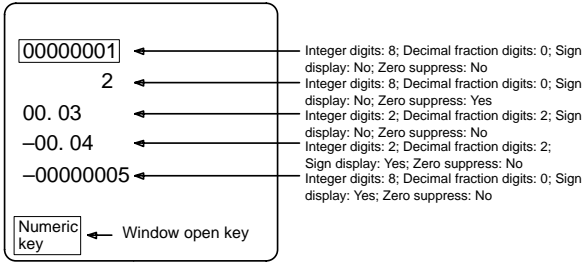 00000001
Integer digits: 8; Decimal fraction digits: 0; Sign
display: No; Zero suppress: No
2
Integer digits: 8; Decimal fraction digits: 0; Sign
display: No; Zero suppress: Yes
00. 03
Integer digits: 2; Decimal fraction digits: 2; Sign
display: No; Zero suppress: No
–00. 04
Integer digits: 2; Decimal fraction digits: 2;
Sign display: Yes; Zero suppress: No
–00000005
Integer digits: 8; Decimal fraction digits: 0; Sign
display: Yes; Zero suppress: No
Numeric
key
Window open key